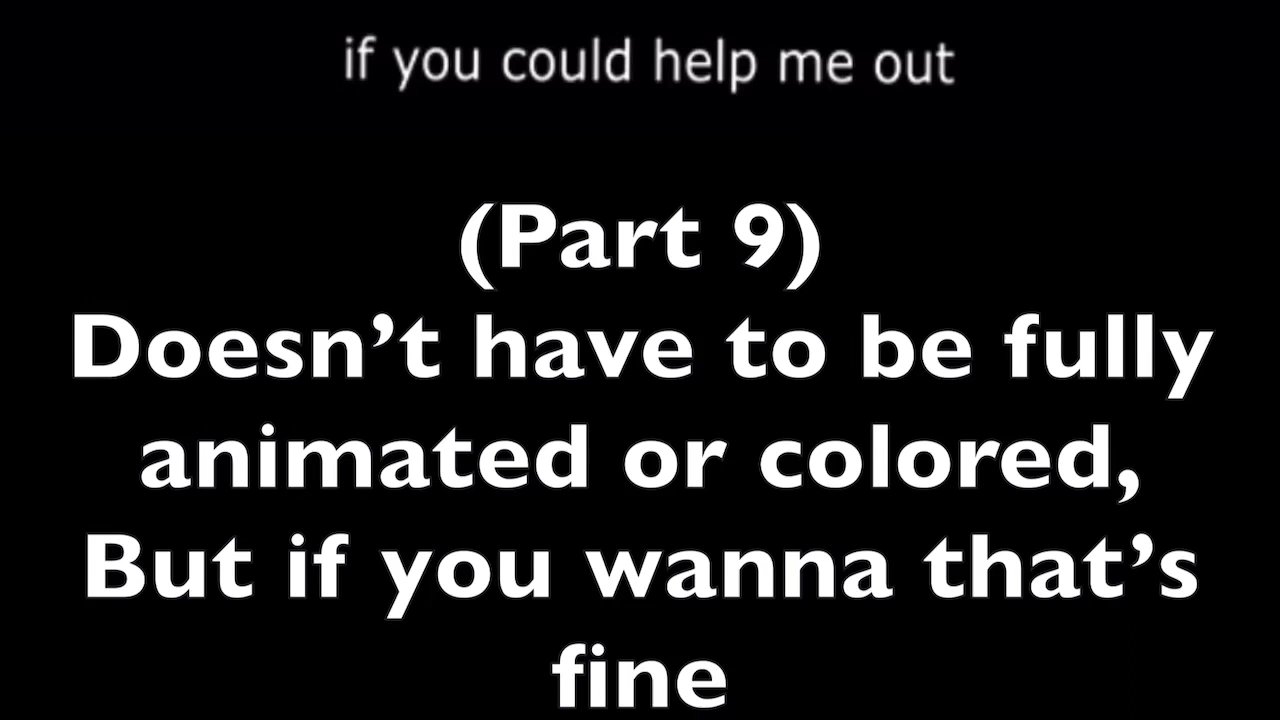 if you could help me out
(Part 9)
Doesn’t have to be fully
animated or colored,
But if you wanna that’s
fine